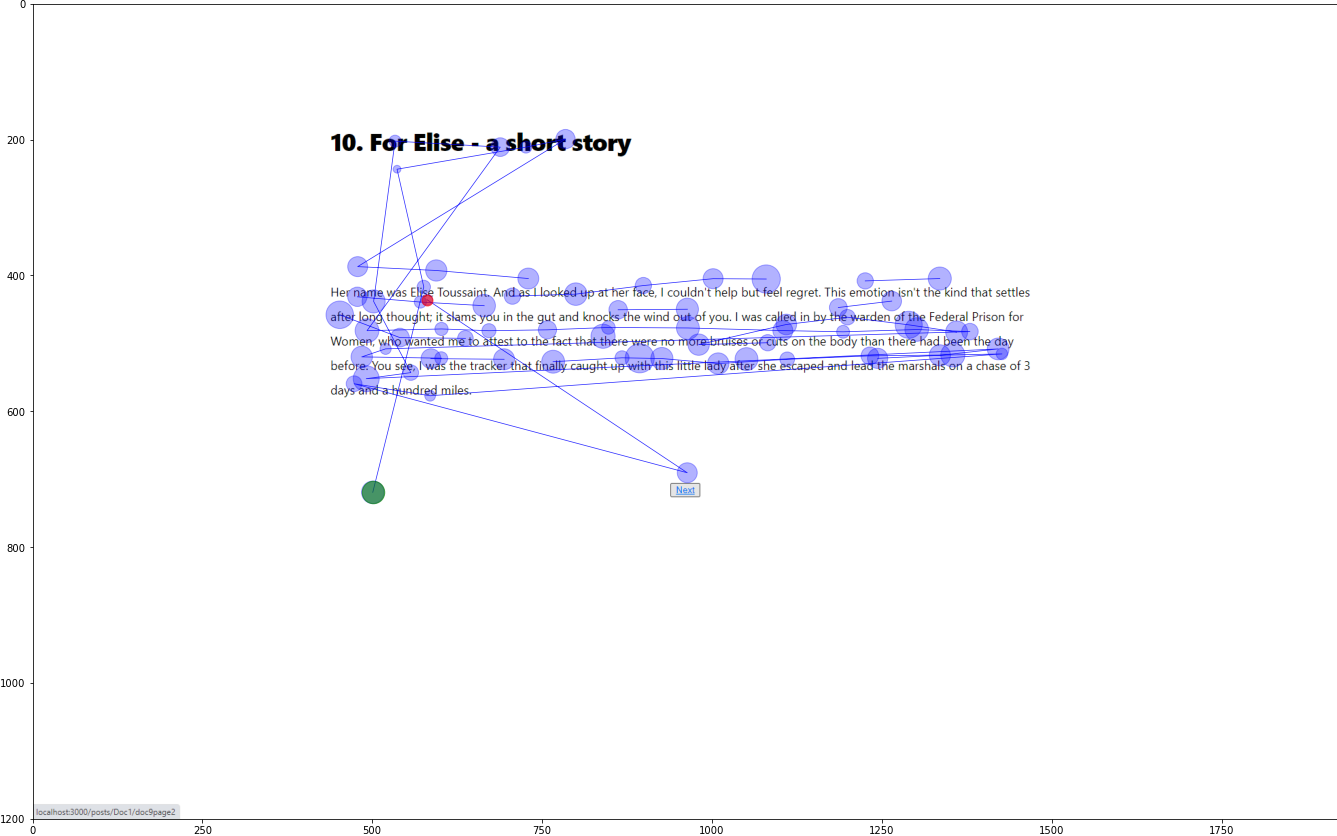 0
200
10. For Elise - a short story
400
Her name was Elise Toussaint. And as I looked up at her face, I couldn't help but feel regret. This emotion isn't the kind that settles
after long thought; it slams you in the gut and knocks the wind out of you. I was called in by the warden of the Federal Prison for
Women, who wanted me to attest to the fact that there were no more bruises or cuts on the body than there had been the day
before. You see, I was the tracker that finally caught up with this little lady after she escaped and lead the marshals on a chase of 3
days and a hundred miles.
600
Next
800
1000
localhost:3000/posts/Doc1/doc9page2
1200
0 250 500 750 1000 1250 1500 1750